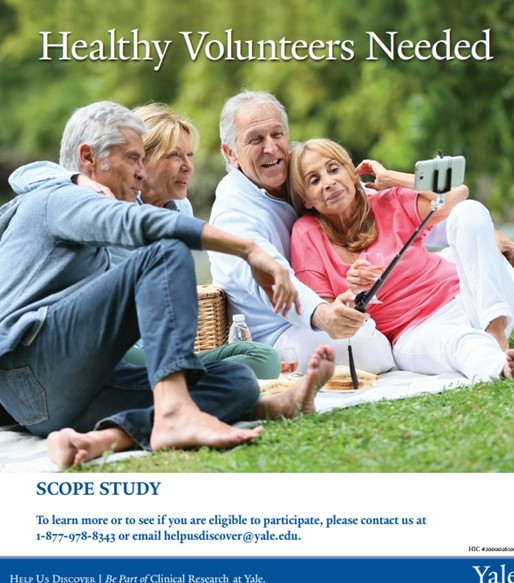 Healthy Volunteers Needed
SCOPE STUDY
To learn more or to see if you are eligible to participate, please contact us at
1-877-978-8343 or email helpusdiscover@yale.edu.
HIC
Yale
Help Us Discover | Be Part of Clinical Research at Yale.